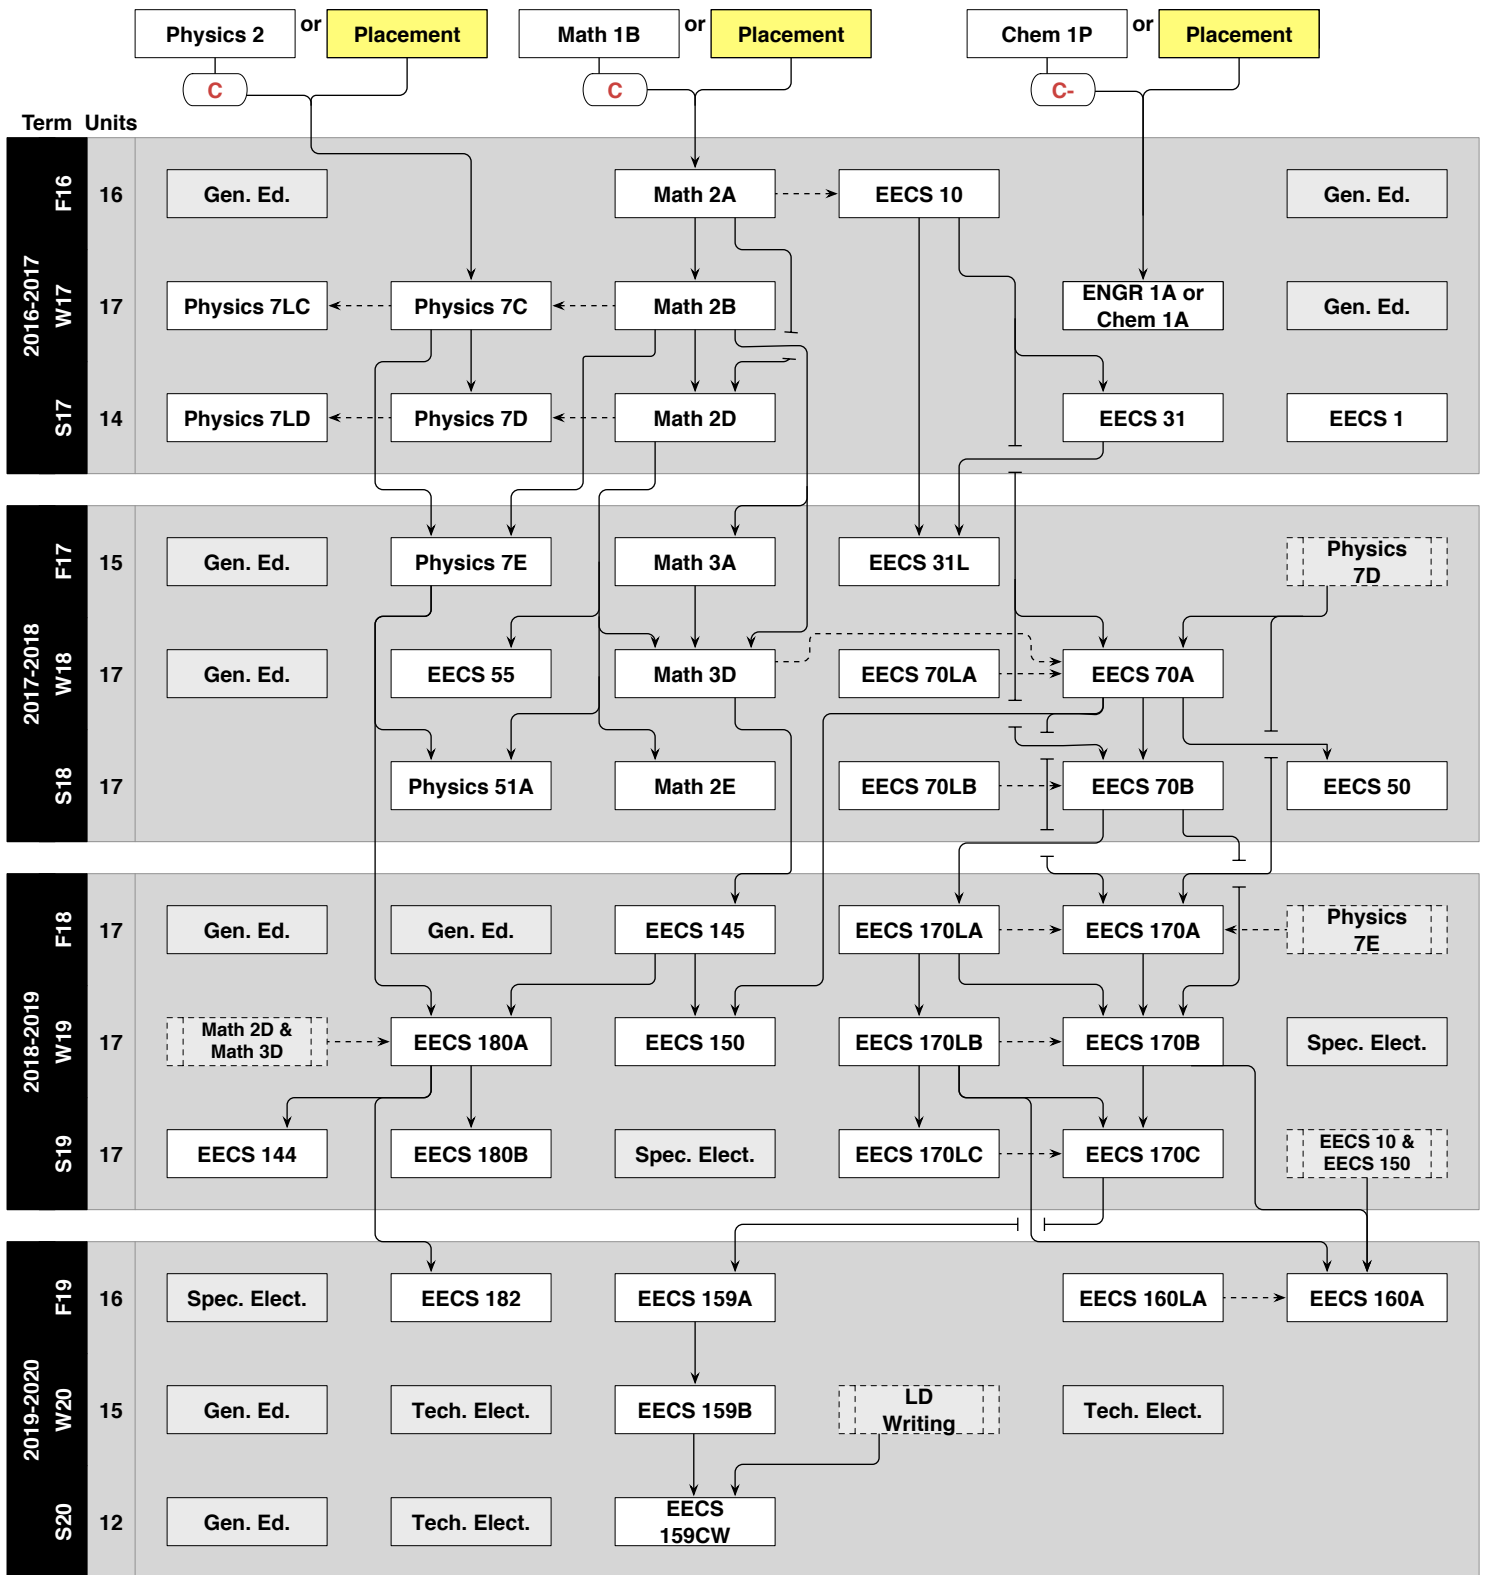 Physics 2 or Placement Math 1B or Placement Chem 1P or Placement
C C C-
Term Units
2016-2017
F16 16 Gen. Ed. Math 2A EECS 10 Gen. Ed.
W17 17 Physics 7LC Physics 7C Math 2B ENGR 1A or
Chem 1A Gen. Ed.
S17 14 Physics 7LD Physics 7D Math 2D EECS 31 EECS 1
2017-2018
F17 15 Gen. Ed. Physics 7E Math 3A EECS 31L Physics
7D
W18 17 Gen. Ed. EECS 55 Math 3D EECS 70LA EECS 70A
S18 17 Physics 51A Math 2E EECS 70LB EECS 70B EECS 50
2018-2019
F18 17 Gen. Ed. Gen. Ed. EECS 145 EECS 170LA EECS 170A Physics
7E
W19 17 Math 2D &
Math 3D EECS 180A EECS 150 EECS 170LB EECS 170B Spec. Elect.
S19 17 EECS 144 EECS 180B Spec. Elect. EECS 170LC EECS 170C EECS 10 &
EECS 150
2019-2020
F19 16 Spec. Elect. EECS 182 EECS 159A EECS 160LA EECS 160A
W20 15 Gen. Ed. Tech. Elect. EECS 159B LD
Writing Tech. Elect.
S20 12 Gen. Ed. Tech. Elect. EECS
159CW